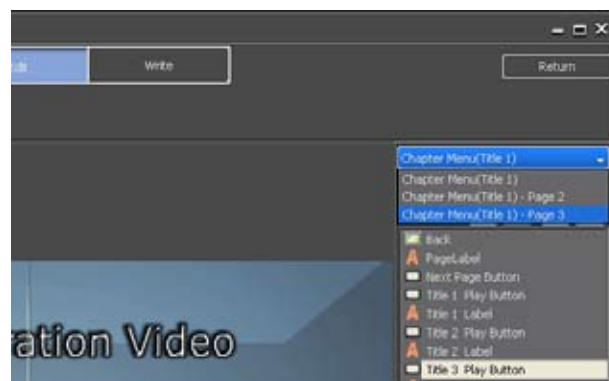 Write
Return
Chapter Menu(Title 1)
Chapter Menu(Title 1)
Chapter Menu(Title 1) - Page 2
Chapter Menu(Title 1) - Page 3
Back
PageLabel
Next Page Button
Title 1 Play Button
Title 1 Label
Title 2 Play Button
Title 2 Label
Title 3 Play Button
ation Video